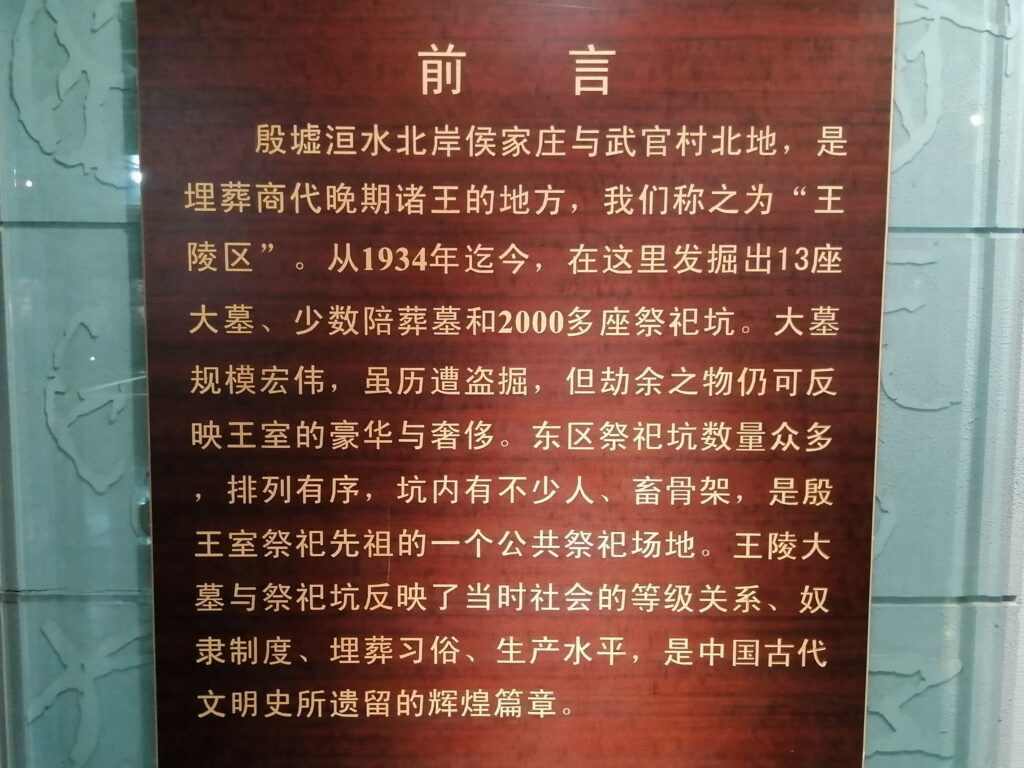 前 言
殷墟洹水北岸侯家庄与武官村北地，是
埋葬商代晚期诸王的地方，我们称之为“王
陵区”。从1934年迄今，在这里发掘出13座
大墓、少数陪葬墓和2000多座祭祀坑。大墓
规模宏伟，虽历遭盗掘，但劫余之物仍可反
映王室的豪华与奢侈。东区祭祀坑数量众多
，排列有序，坑内有不少人、畜骨架，是殷
王室祭祀先祖的一个公共祭祀场地。王陵大
墓与祭祀坑反映了当时社会的等级关系、奴
隶制度、埋葬习俗、生产水平，是中国古代
文明史所遗留的辉煌篇章。